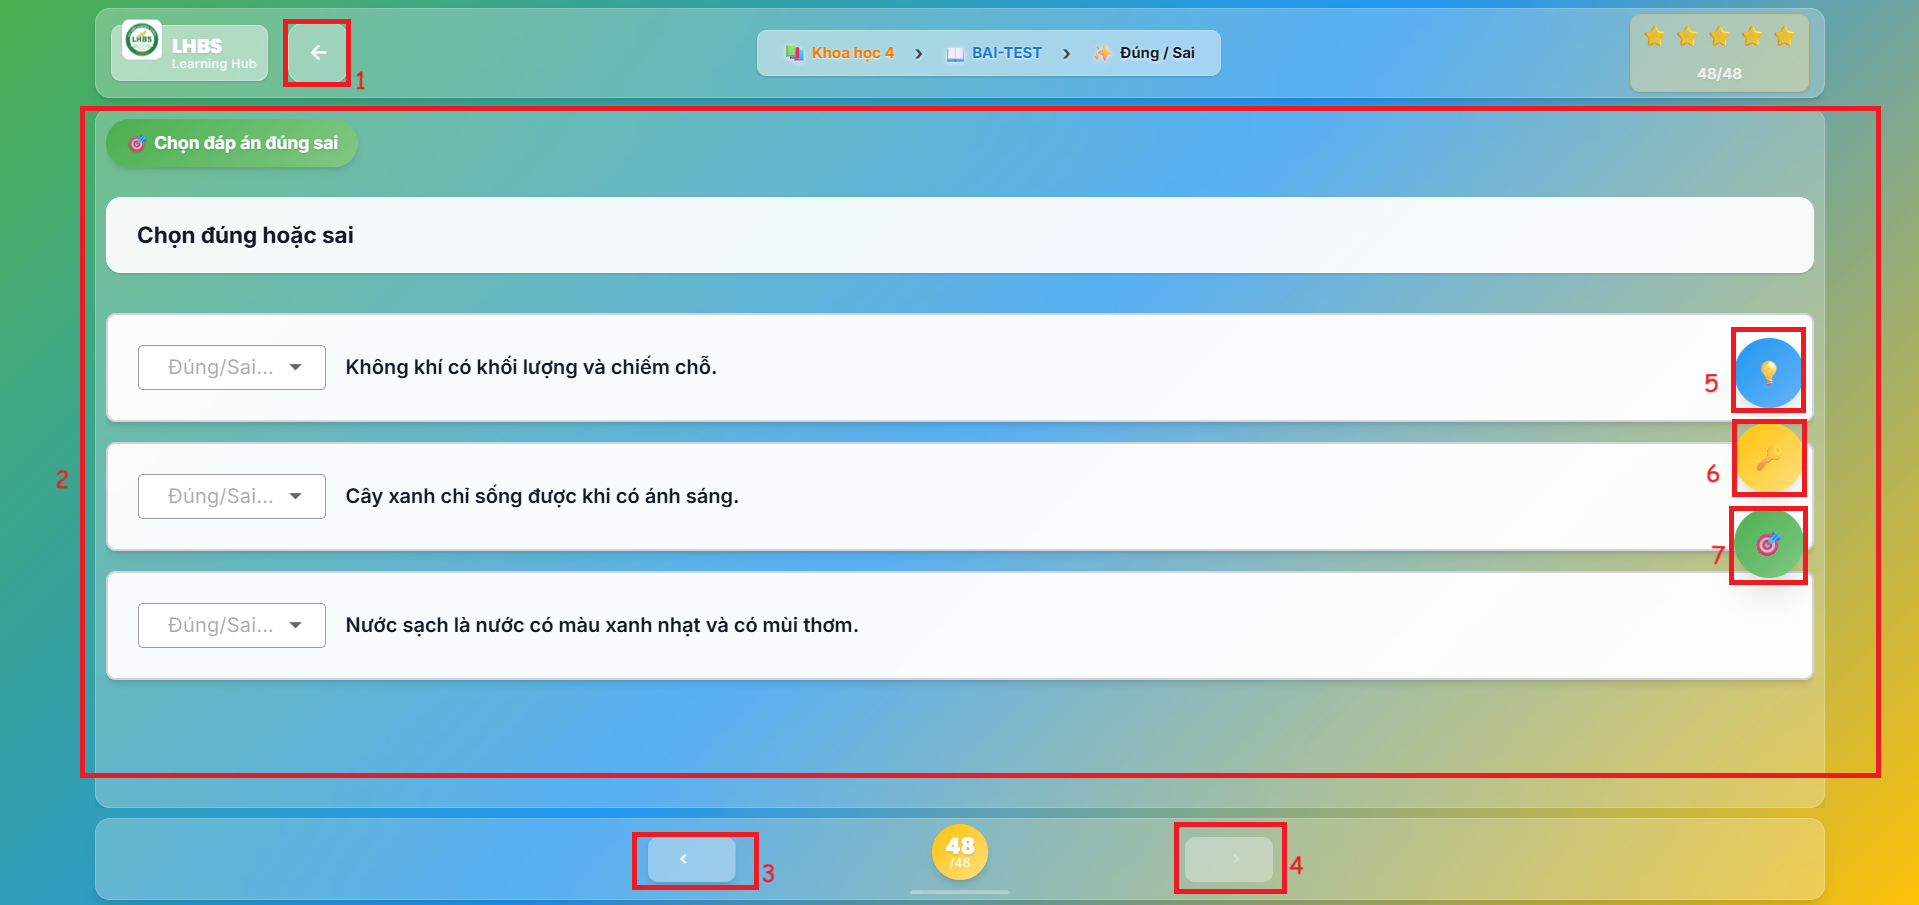 LHBS
LHBS
Learning Hub
1
Khoa học 4 › BAI-TEST › Đúng / Sai
48/48
Chọn đáp án đúng sai
Chọn đúng hoặc sai
Đúng/Sai... Không khí có khối lượng và chiếm chỗ.
5
Đúng/Sai... Cây xanh chỉ sống được khi có ánh sáng.
2
6
7
Đúng/Sai... Nước sạch là nước có màu xanh nhạt và có mùi thơm.
‹
3
48
/48
›
4